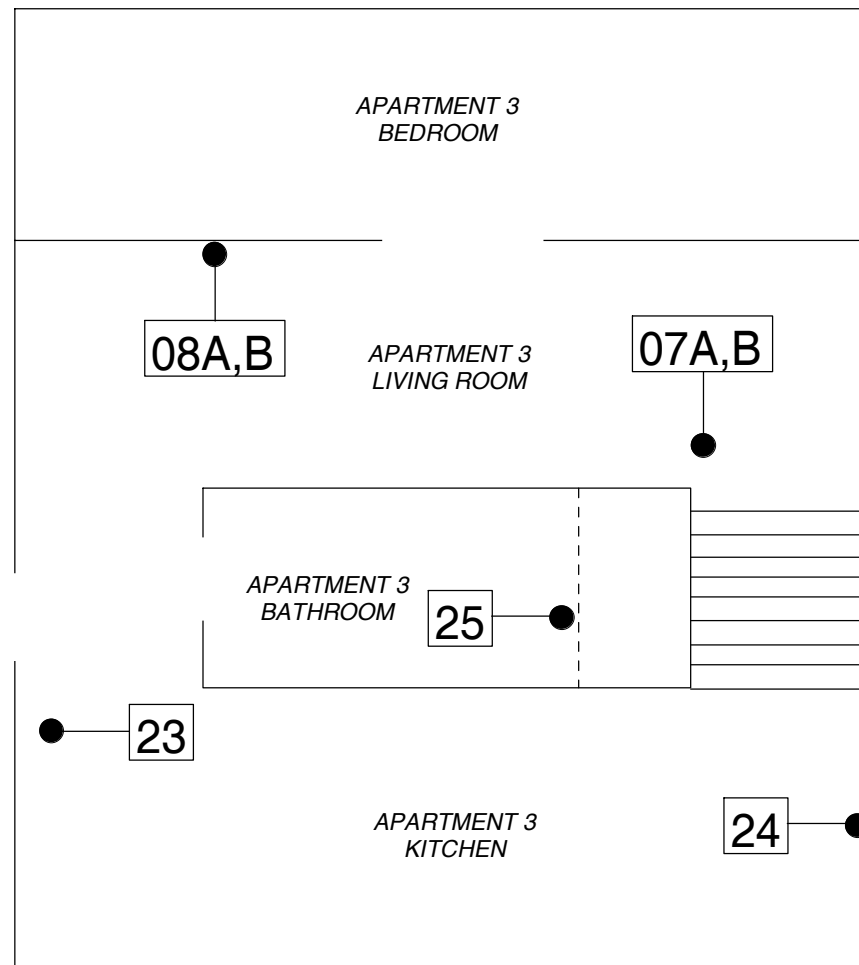 APARTMENT 3
BEDROOM
08A,B
APARTMENT 3
LIVING ROOM
07A,B
APARTMENT 3
BATHROOM
25
23
APARTMENT 3
KITCHEN
24